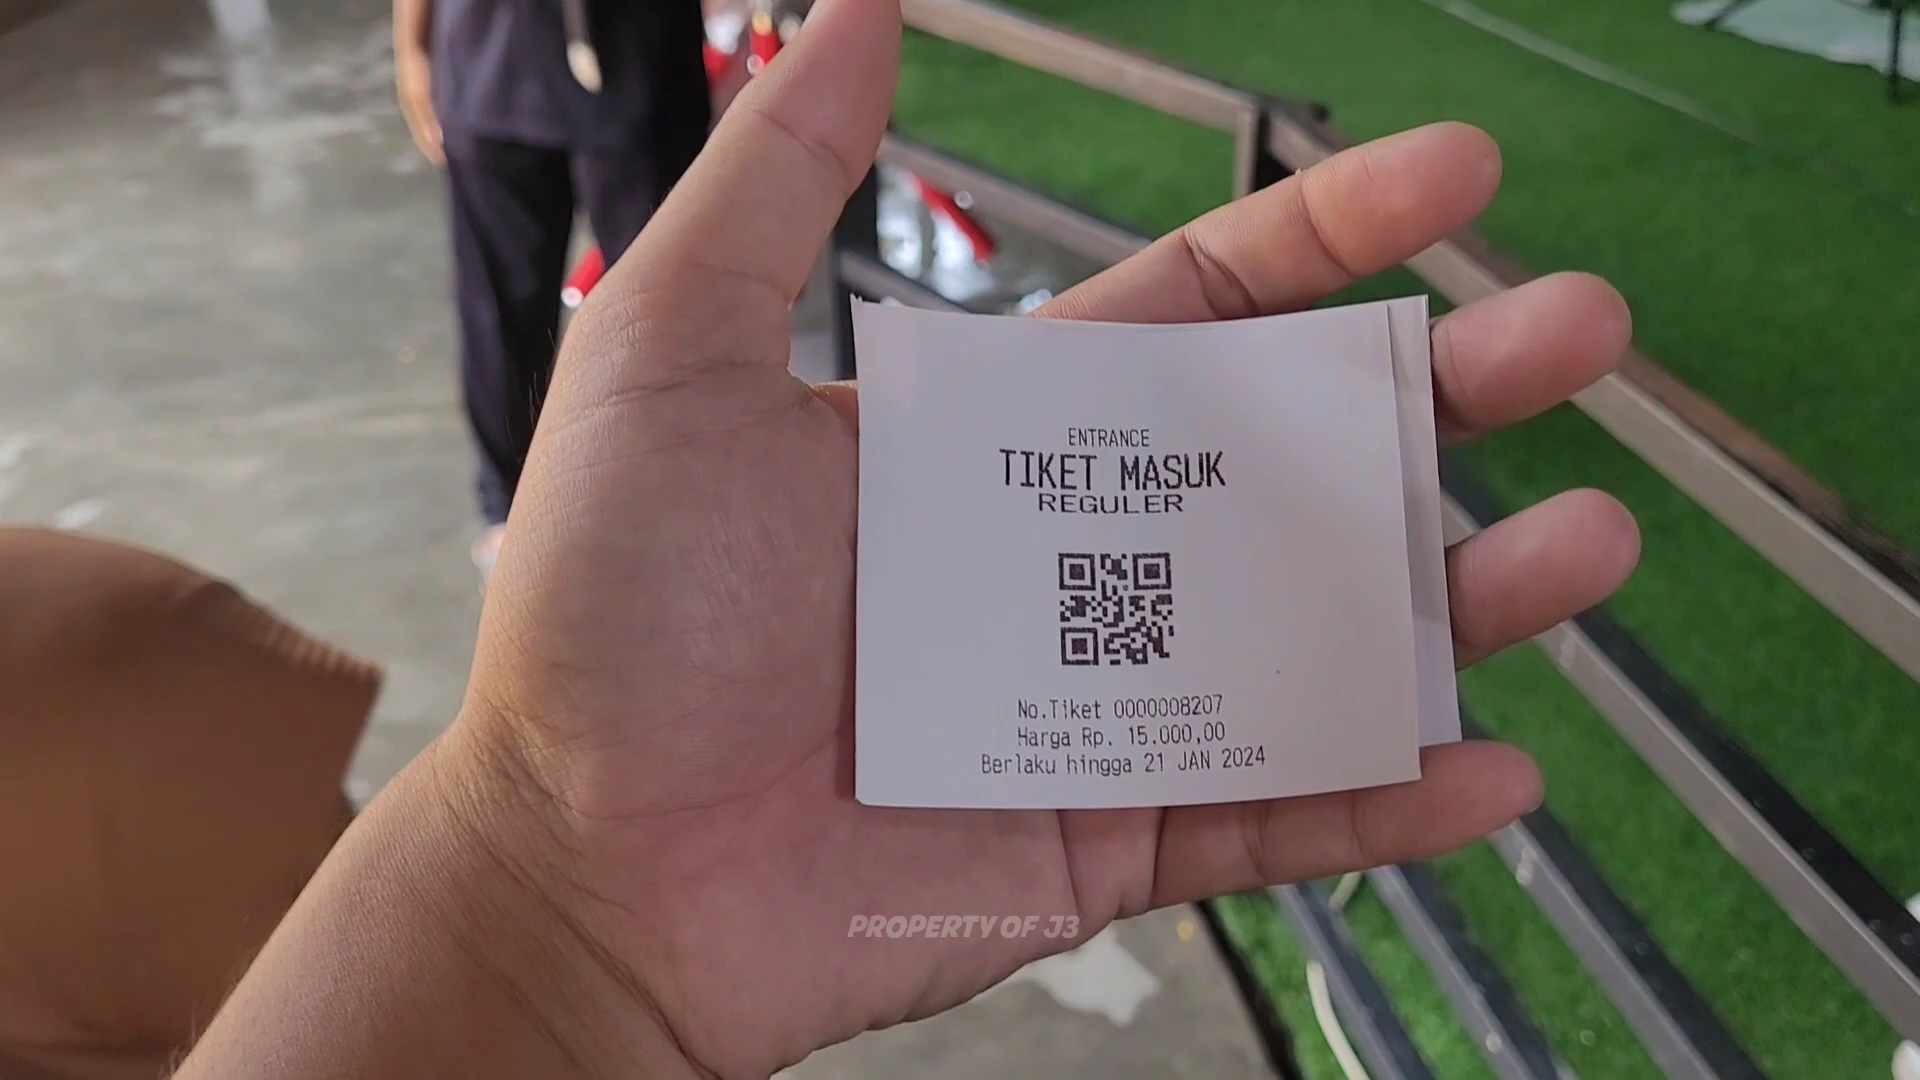 ENTRANCE
TIKET MASUK
REGULER
No.Tiket 0000008207
Harga Rp. 15.000,00
Berlaku hingga 21 JAN 2024
PROPERTY OF J3